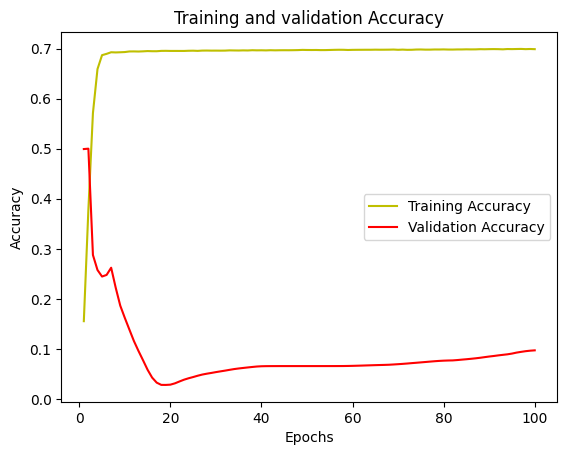 Training and validation Accuracy
0.7
0.6
0.5
0.4
0.3
0.2
0.1
0.0
Accuracy
Training Accuracy
Validation Accuracy
0 20 40 60 80 100
Epochs